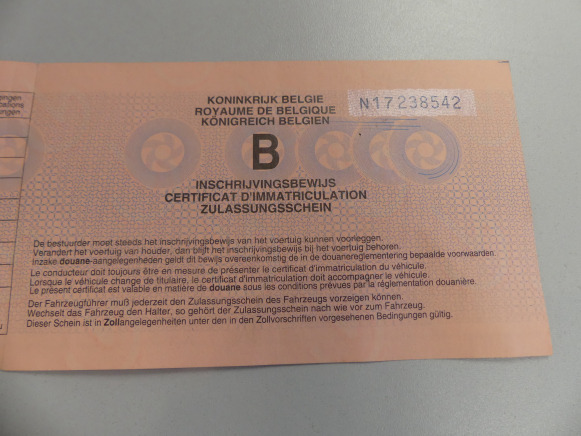 KONINKRIJK BELGIE
ROYAUME DE BELGIQUE
KÖNIGREICH BELGIEN
N17238542
B
INSCHRIJVINGSBEWIJS
CERTIFICAT D'IMMATRICULATION
ZULASSUNGSSCHEIN
De bestuurder moet steeds het inschrijvingsbewijs van het voertuig kunnen voorleggen.
Verandert het voertuig van houder, dan blijft het inschrijvingsbewijs bij het voertuig behoren.
Inzake douane-aangelegenheden geldt dit bewijs overeenkomstig de in de douanereglementering bepaalde voorwaarden.
Le conducteur doit toujours être en mesure de présenter le certificat d'immatriculation du véhicule.
Lorsque le véhicule change de titulaire, le certificat d'immatriculation doit accompagner le véhicule.
Le présent certificat est valable en matière de douane sous les conditions prévues par la réglementation douanière.
Der Fahrzeugführer muß jederzeit den Zulassungsschein des Fahrzeugs vorzeigen können.
Wechselt das Fahrzeug den Halter, so gehört der Zulassungsschein nach wie vor zum Fahrzeug.
Dieser Schein ist in Zollangelegenheiten unter den in den Zollvorschriften vorgesehenen Bedingungen gültig.